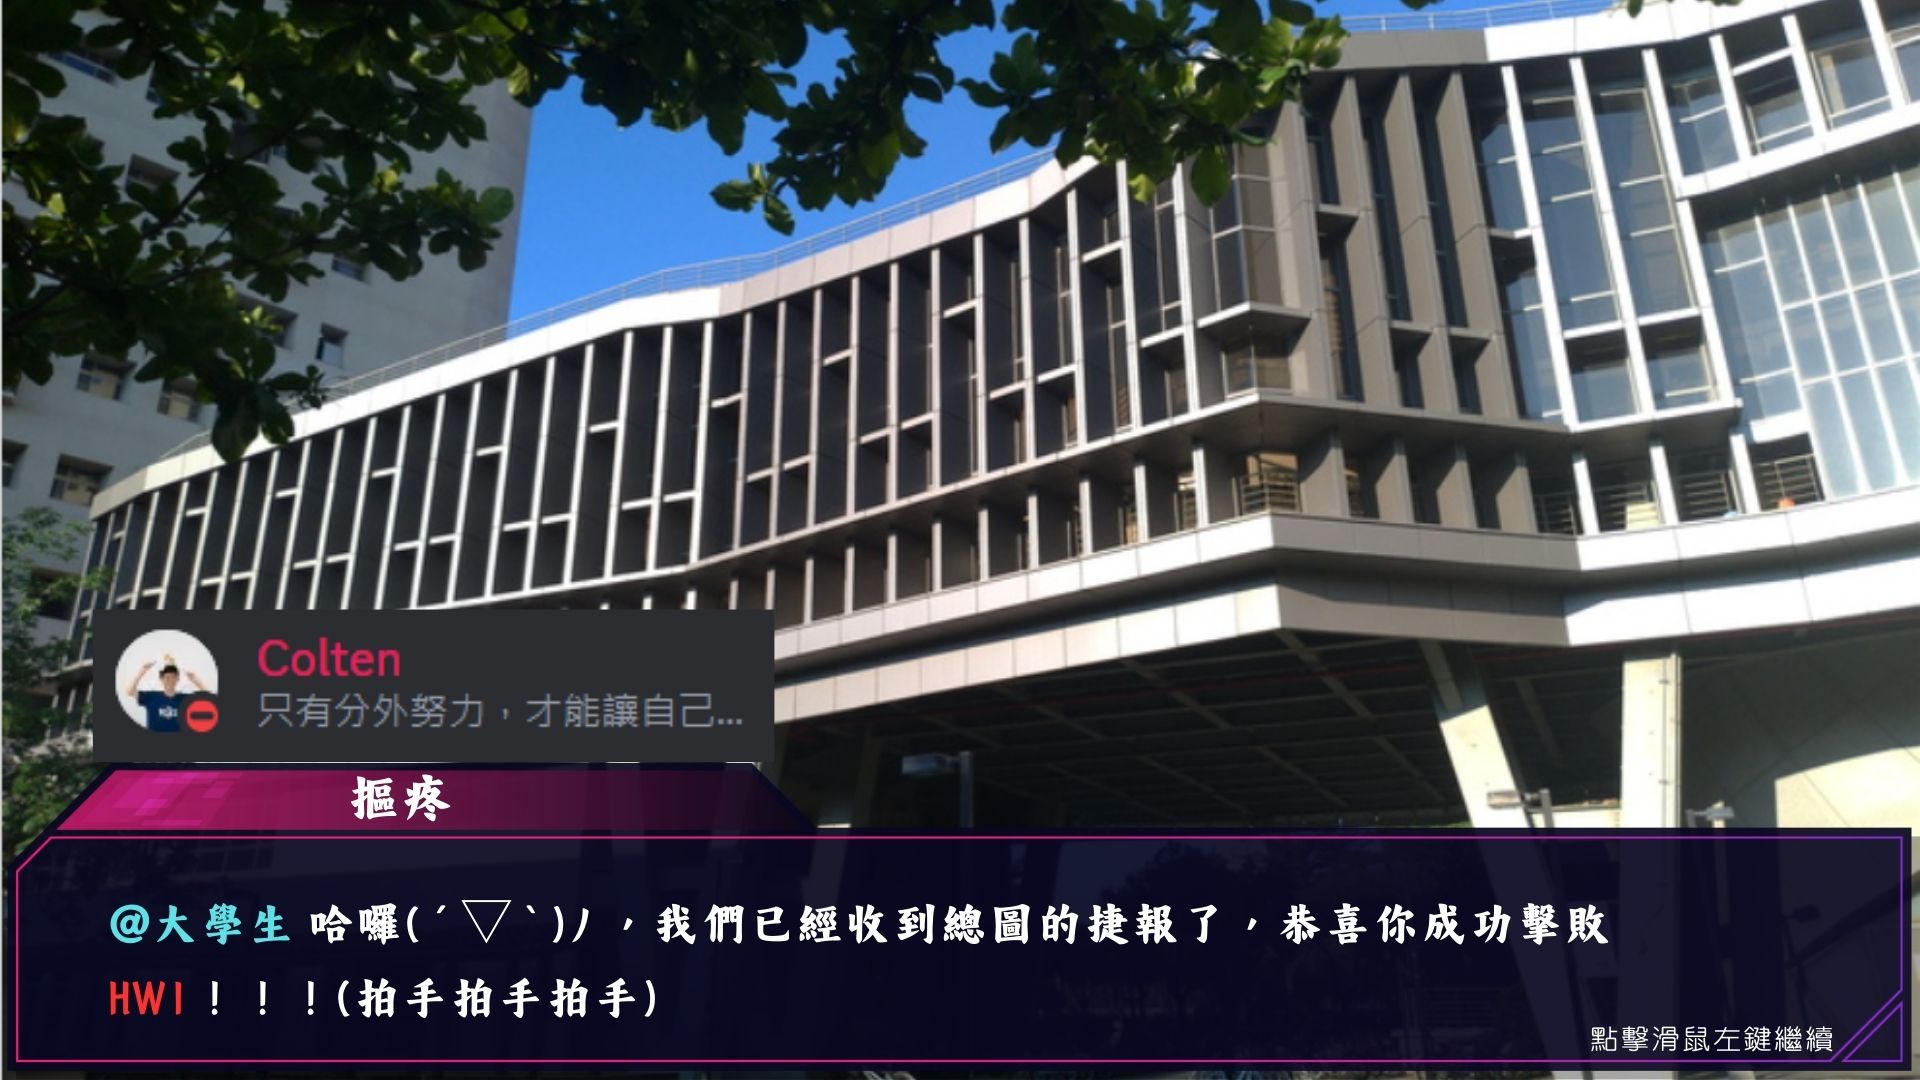 Colten
只有分外努力，才能讓自己...
摳疼
@大學生 哈囉(ˊ▽ˋ)ﾉ ，我們已經收到總圖的捷報了，恭喜你成功擊敗
HW1！！！(拍手拍手拍手)
點擊滑鼠左鍵繼續